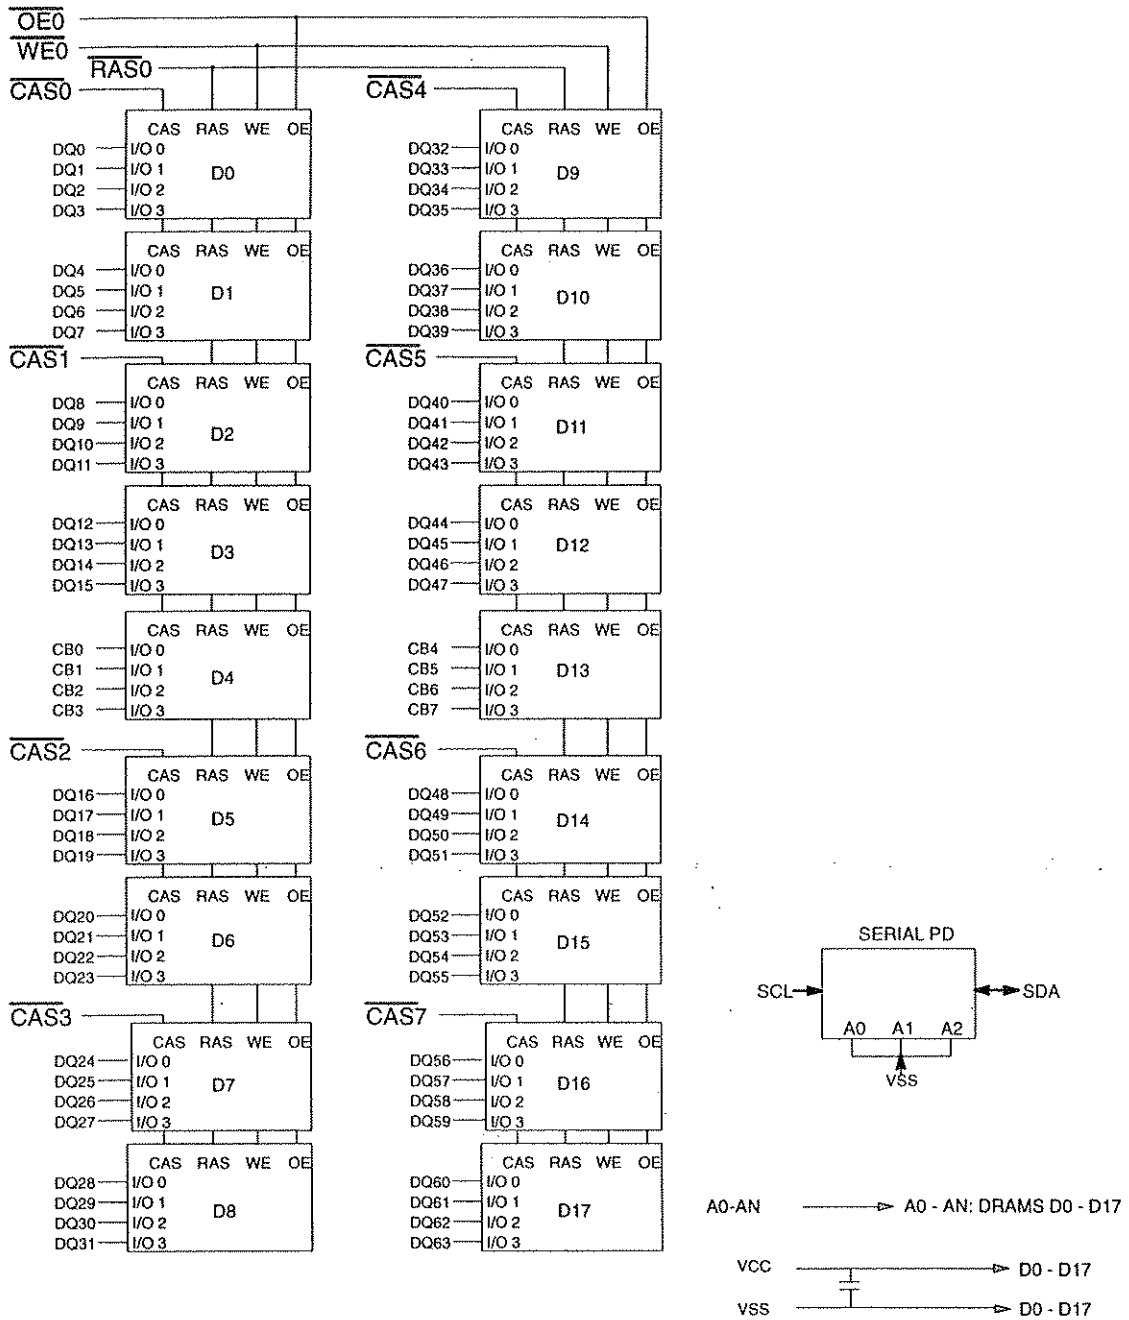 OE0
WE0
RAS0
CAS0
CAS RAS WE OE
DQ0 I/O 0
DQ1 I/O 1
D0
DQ2 I/O 2
DQ3 I/O 3
CAS RAS WE OE
DQ4 I/O 0
DQ5 I/O 1
D1
DQ6 I/O 2
DQ7 I/O 3
CAS1
CAS RAS WE OE
DQ8 I/O 0
DQ9 I/O 1
D2
DQ10 I/O 2
DQ11 I/O 3
CAS RAS WE OE
DQ12 I/O 0
DQ13 I/O 1
D3
DQ14 I/O 2
DQ15 I/O 3
CAS RAS WE OE
CB0 I/O 0
CB1 I/O 1
D4
CB2 I/O 2
CB3 I/O 3
CAS2
CAS RAS WE OE
DQ16 I/O 0
DQ17 I/O 1
D5
DQ18 I/O 2
DQ19 I/O 3
CAS RAS WE OE
DQ20 I/O 0
DQ21 I/O 1
D6
DQ22 I/O 2
DQ23 I/O 3
CAS3
CAS RAS WE OE
DQ24 I/O 0
DQ25 I/O 1
D7
DQ26 I/O 2
DQ27 I/O 3
CAS RAS WE OE
DQ28 I/O 0
DQ29 I/O 1
D8
DQ30 I/O 2
DQ31 I/O 3
CAS4
CAS RAS WE OE
DQ32 I/O 0
DQ33 I/O 1
D9
DQ34 I/O 2
DQ35 I/O 3
CAS RAS WE OE
DQ36 I/O 0
DQ37 I/O 1
D10
DQ38 I/O 2
DQ39 I/O 3
CAS5
CAS RAS WE OE
DQ40 I/O 0
DQ41 I/O 1
D11
DQ42 I/O 2
DQ43 I/O 3
CAS RAS WE OE
DQ44 I/O 0
DQ45 I/O 1
D12
DQ46 I/O 2
DQ47 I/O 3
CAS RAS WE OE
CB4 I/O 0
CB5 I/O 1
D13
CB6 I/O 2
CB7 I/O 3
CAS6
CAS RAS WE OE
DQ48 I/O 0
DQ49 I/O 1
D14
DQ50 I/O 2
DQ51 I/O 3
CAS RAS WE OE
DQ52 I/O 0
DQ53 I/O 1
D15
DQ54 I/O 2
DQ55 I/O 3
CAS7
CAS RAS WE OE
DQ56 I/O 0
DQ57 I/O 1
D16
DQ58 I/O 2
DQ59 I/O 3
CAS RAS WE OE
DQ60 I/O 0
DQ61 I/O 1
D17
DQ62 I/O 2
DQ63 I/O 3
SERIAL PD
SCL SDA
A0 A1 A2
VSS
A0-AN A0 - AN: DRAMS D0 - D17
VCC D0 - D17
VSS D0 - D17